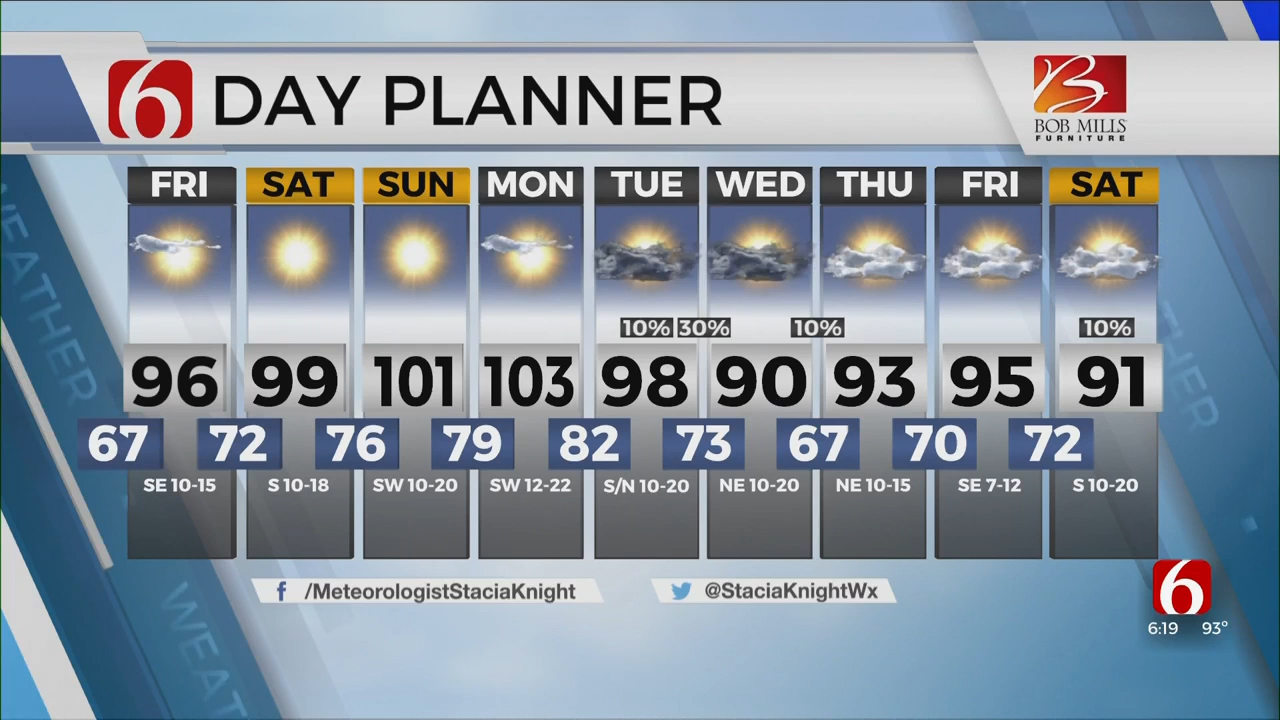 6 DAY PLANNER
BOB MILLS
FURNITURE
FRI SAT SUN MON TUE WED THU FRI SAT
10% 30% 10% 10%
96 99 101 103 98 90 93 95 91
67 72 76 79 82 73 67 70 72
SE 10-15 S 10-18 SW 10-20 SW 12-22 S/N 10-20 NE 10-20 NE 10-15 SE 7-12 S 10-20
/MeteorologistStaciaKnight @StaciaKnightWx
6
6:19 93°
WEATHER
WEAT
THER